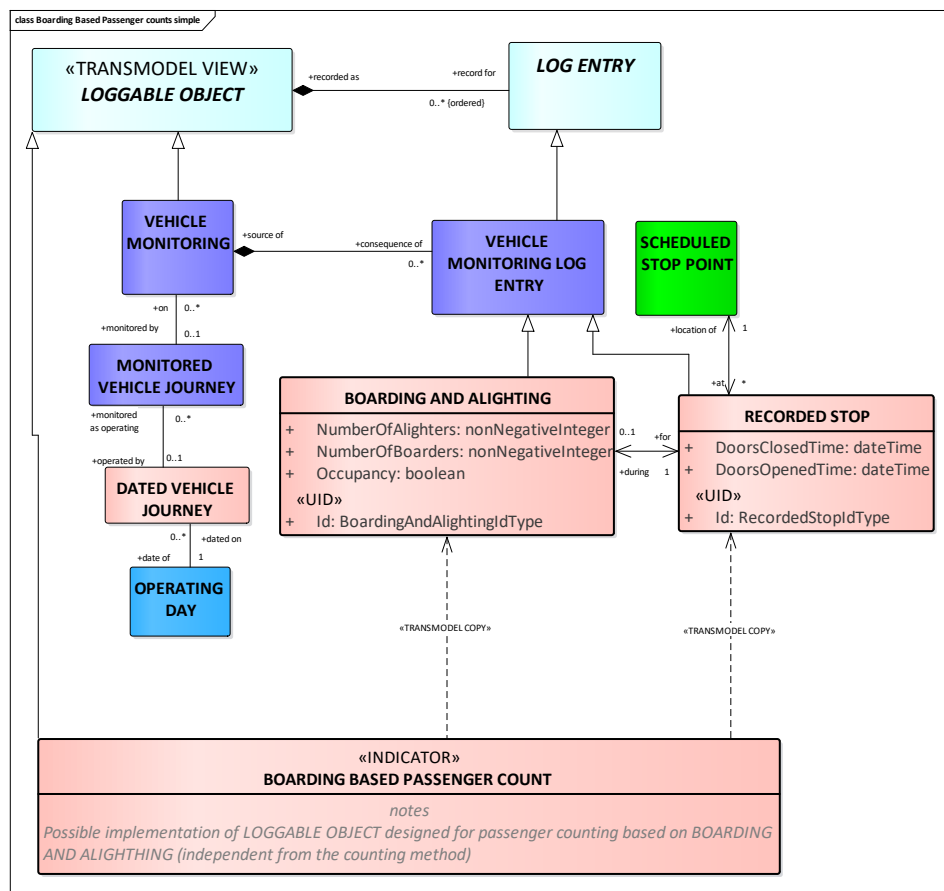 class Boarding Based Passenger counts simple
«TRANSMODEL VIEW»
LOGGABLE OBJECT
+recorded as
+record for
0..* {ordered}
LOG ENTRY
VEHICLE
MONITORING
+source of
+consequence of
0..*
VEHICLE
MONITORING LOG
ENTRY
SCHEDULED
STOP POINT
+on
0..*
+monitored by
0..1
+location of
1
MONITORED
VEHICLE JOURNEY
+at
*
+monitored
as operating
0..*
+operated by
0..1
BOARDING AND ALIGHTING
+ NumberOfAlighters: nonNegativeInteger
+ NumberOfBoarders: nonNegativeInteger
+ Occupancy: boolean
«UID»
+ Id: BoardingAndAlightingIdType
0..1
+for
+during
1
RECORDED STOP
+ DoorsClosedTime: dateTime
+ DoorsOpenedTime: dateTime
«UID»
+ Id: RecordedStopIdType
DATED VEHICLE
JOURNEY
0..*
+dated on
+date of
1
OPERATING
DAY
«TRANSMODEL COPY»
«TRANSMODEL COPY»
«INDICATOR»
BOARDING BASED PASSENGER COUNT
notes
Possible implementation of LOGGABLE OBJECT designed for passenger counting based on BOARDING
AND ALIGHTHING (independent from the counting method)